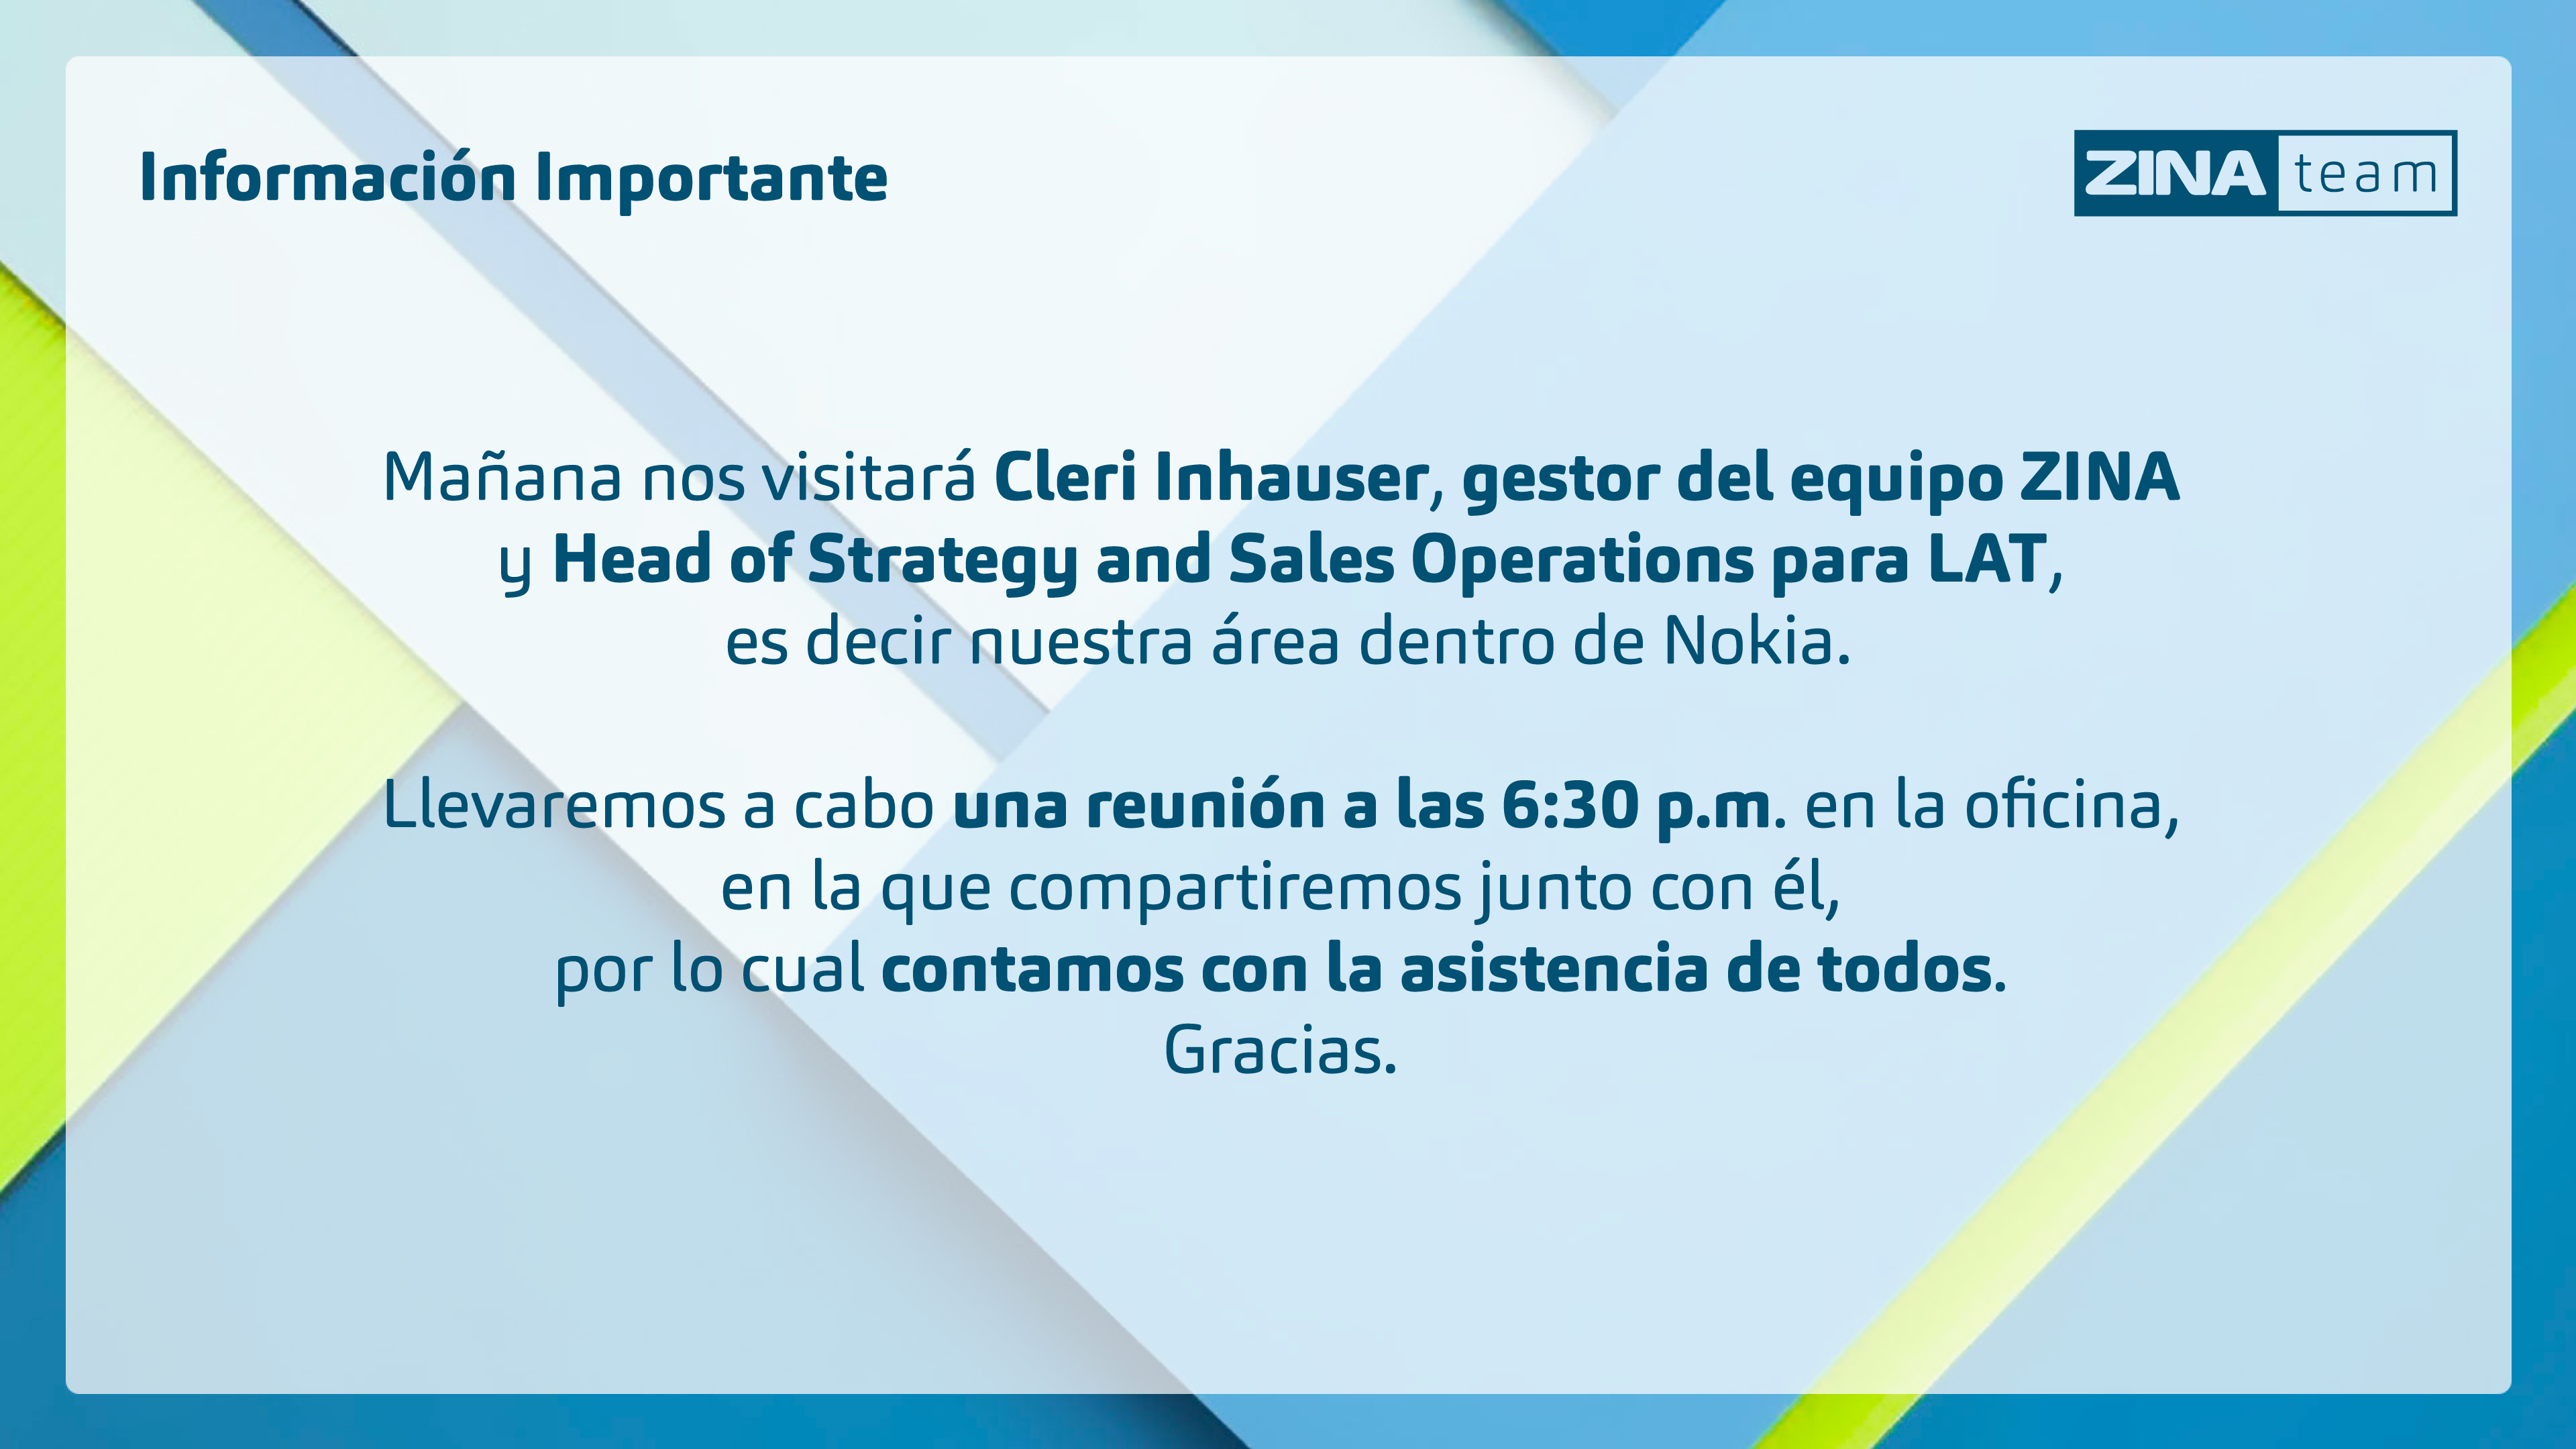 Información Importante
ZINA team
Mañana nos visitará Cleri Inhauser, gestor del equipo ZINA
y Head of Strategy and Sales Operations para LAT,
es decir nuestra área dentro de Nokia.
Llevaremos a cabo una reunión a las 6:30 p.m. en la oficina,
en la que compartiremos junto con él,
por lo cual contamos con la asistencia de todos.
Gracias.